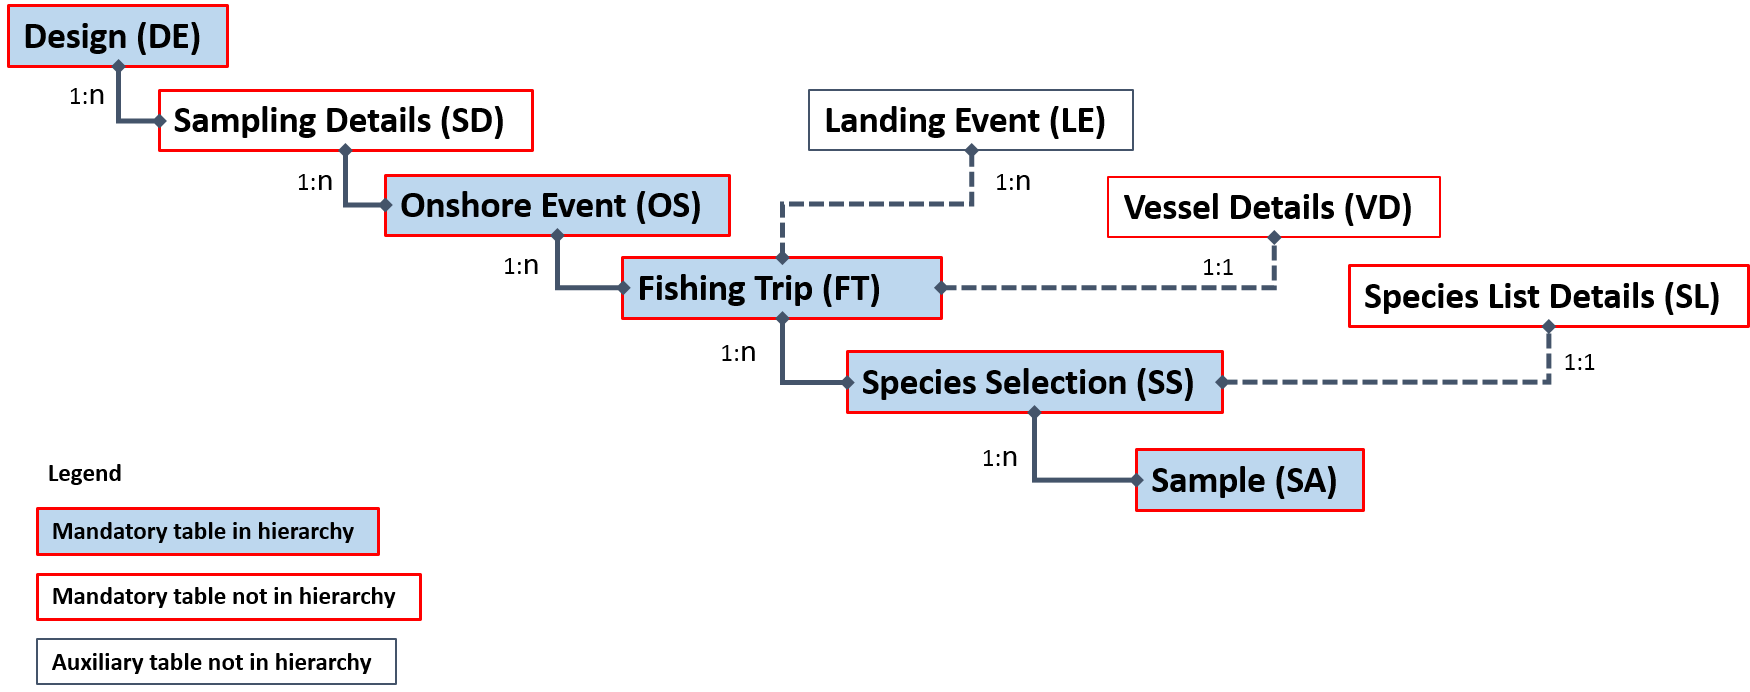 Design (DE)
1:n
Sampling Details (SD)
Landing Event (LE)
1:n
1:n
Onshore Event (OS)
Vessel Details (VD)
1:n
1:1
Fishing Trip (FT)
Species List Details (SL)
1:n
1:1
Species Selection (SS)
1:n
Sample (SA)
Legend
Mandatory table in hierarchy
Mandatory table not in hierarchy
Auxiliary table not in hierarchy